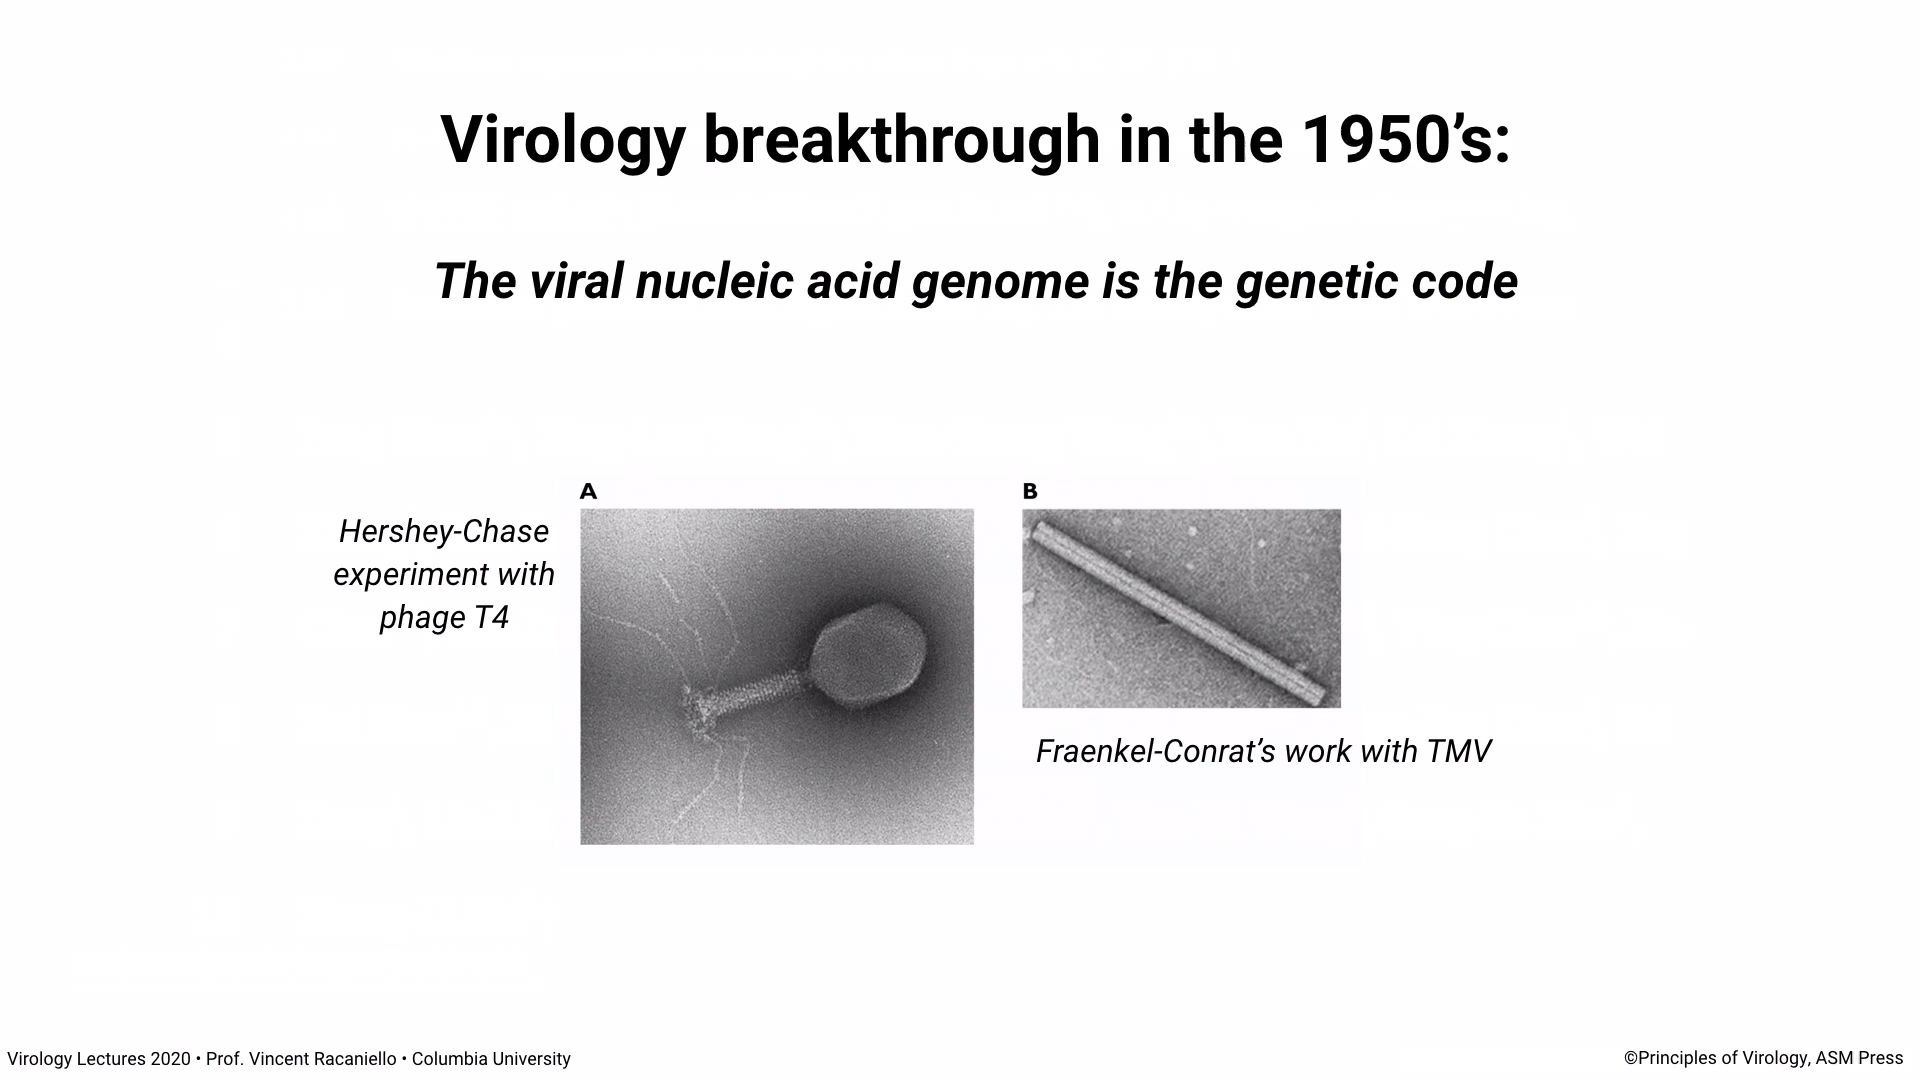 Virology breakthrough in the 1950’s:
The viral nucleic acid genome is the genetic code
A
B
Hershey-Chase
experiment with
phage T4
Fraenkel-Conrat’s work with TMV
Virology Lectures 2020 • Prof. Vincent Racaniello • Columbia University
©Principles of Virology, ASM Press